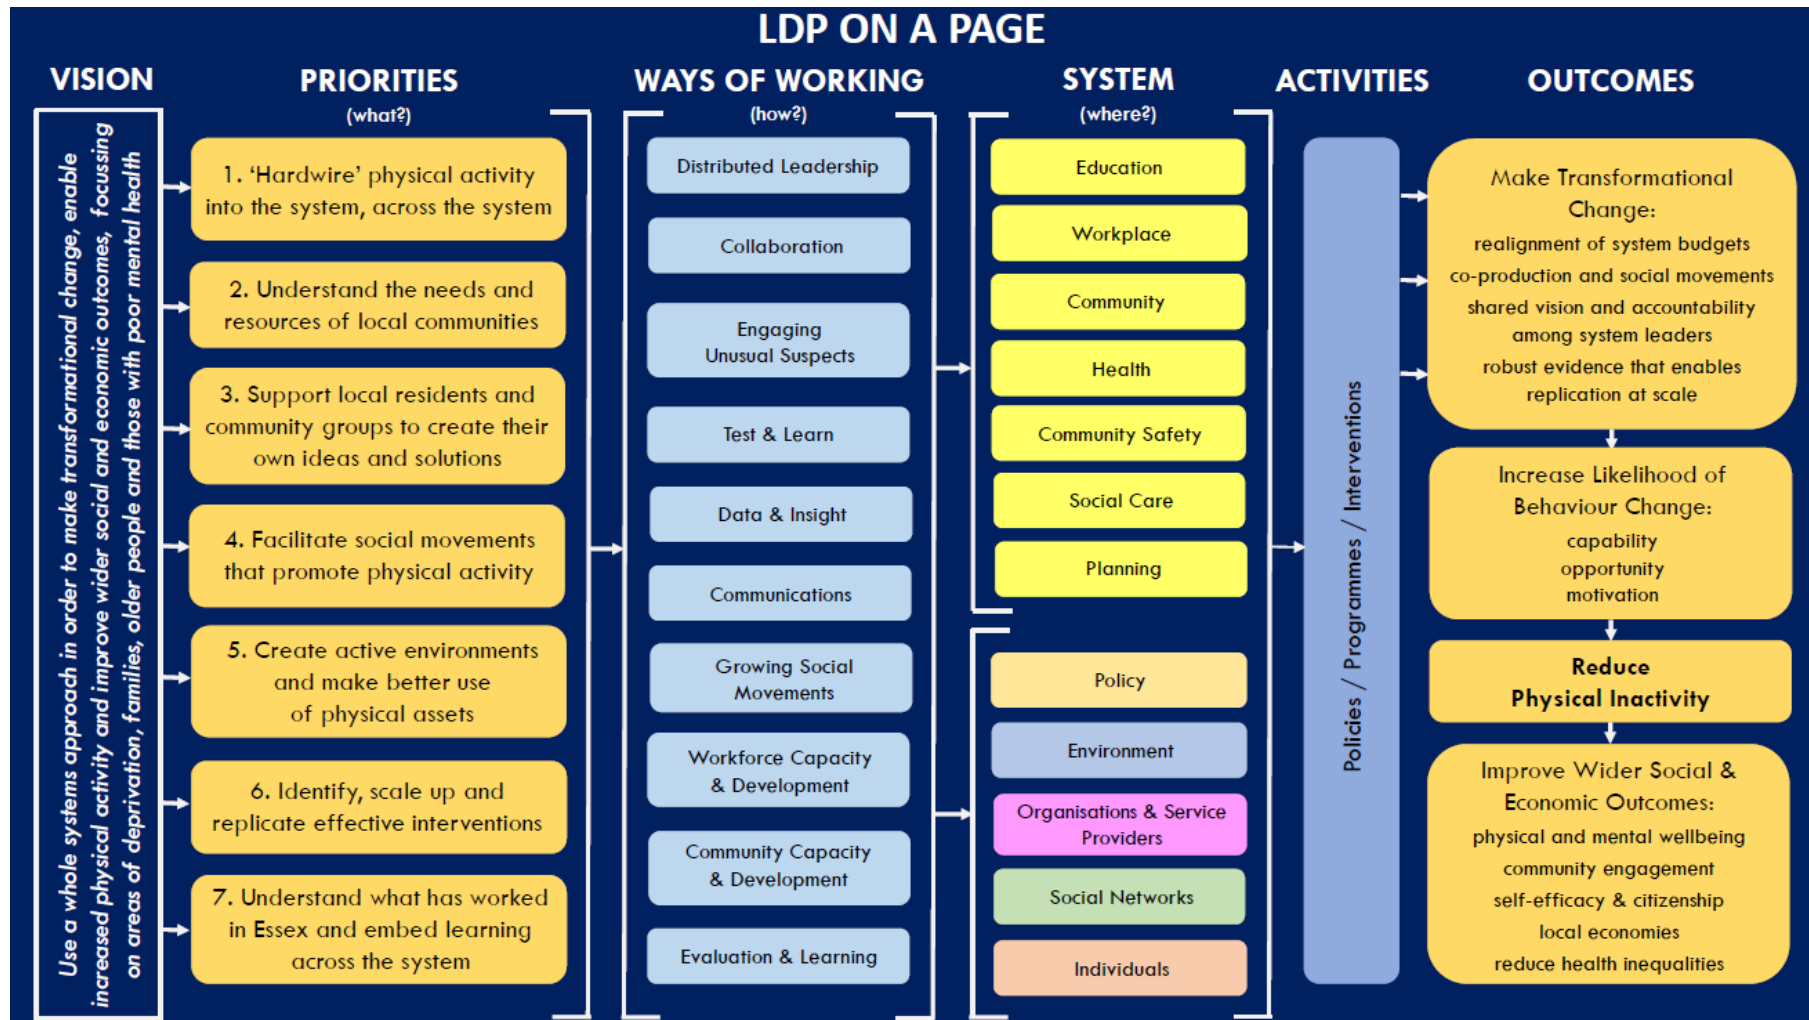 LDP ON A PAGE
VISION
Use a whole systems approach in order to make transformational change, enable
increased physical activity and improve wider social and economic outcomes, focussing
on areas of deprivation, families, older people and those with poor mental health
PRIORITIES
(what?)
1. ‘Hardwire’ physical activity
into the system, across the system
2. Understand the needs and
resources of local communities
3. Support local residents and
community groups to create their
own ideas and solutions
4. Facilitate social movements
that promote physical activity
5. Create active environments
and make better use
of physical assets
6. Identify, scale up and
replicate effective interventions
7. Understand what has worked
in Essex and embed learning
across the system
WAYS OF WORKING
(how?)
Distributed Leadership
Collaboration
Engaging
Unusual Suspects
Test & Learn
Data & Insight
Communications
Growing Social
Movements
Workforce Capacity
& Development
Community Capacity
& Development
Evaluation & Learning
SYSTEM
(where?)
Education
Workplace
Community
Health
Community Safety
Social Care
Planning
Policy
Environment
Organisations & Service
Providers
Social Networks
Individuals
ACTIVITIES
Policies / Programmes / Interventions
OUTCOMES
Make Transformational
Change:
realignment of system budgets
co-production and social movements
shared vision and accountability
among system leaders
robust evidence that enables
replication at scale
Increase Likelihood of
Behaviour Change:
capability
opportunity
motivation
Reduce
Physical Inactivity
Improve Wider Social &
Economic Outcomes:
physical and mental wellbeing
community engagement
self-efficacy & citizenship
local economies
reduce health inequalities